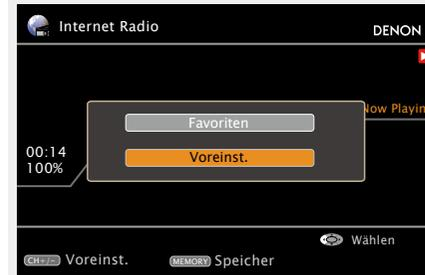 Internet Radio
DENON
Now Playin
Favoriten
00:14
Voreinst.
100%
Wählen
CH+/- Voreinst.
MEMORY Speicher